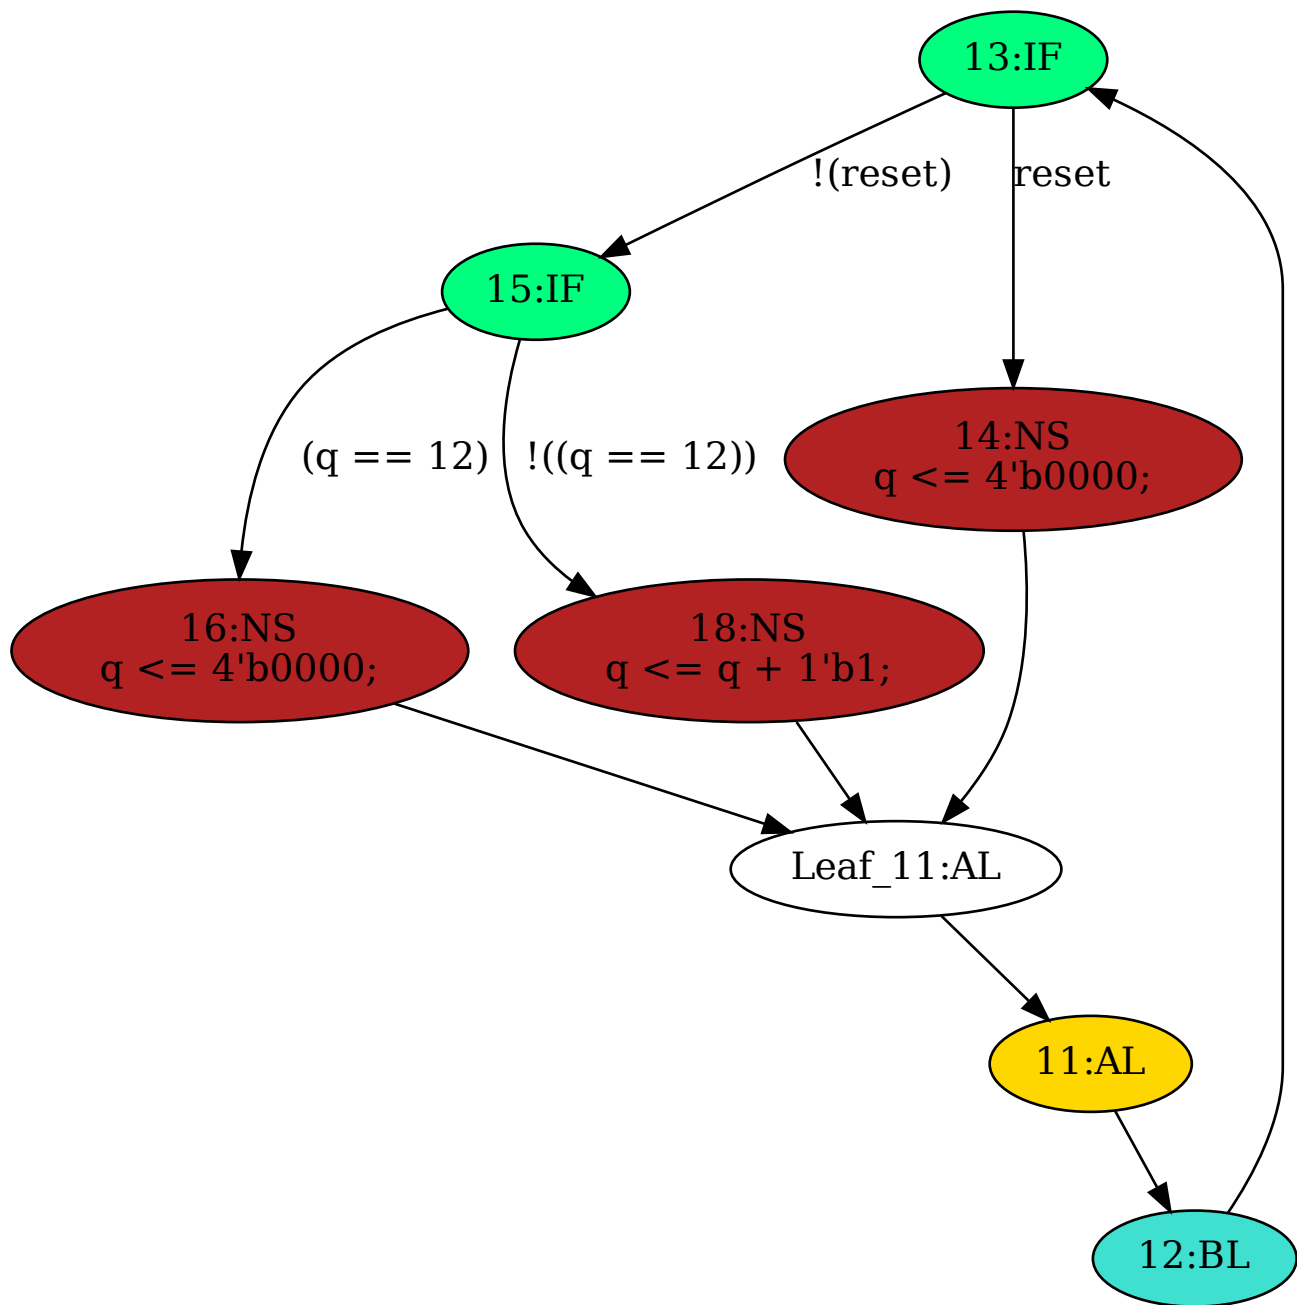 13:IF
!(reset)
reset
15:IF
(q == 12)
!((q == 12))
14:NS
q <= 4'b0000;
16:NS
q <= 4'b0000;
18:NS
q <= q + 1'b1;
Leaf_11:AL
11:AL
12:BL